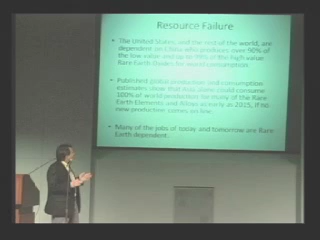 Resource Failure
• The United States, and the rest of the world, are
dependent on China who produces over 90% of
the low value and up to 99% of the high value
Rare Earth Oxides for world consumption.
• Published global production and consumption
estimates show that Asia alone could consume
100% of world production for many of the Rare
Earth Elements and Alloys as early as 2015, if no
new production comes on line.
• Many of the jobs of today and tomorrow are Rare
Earth dependent.